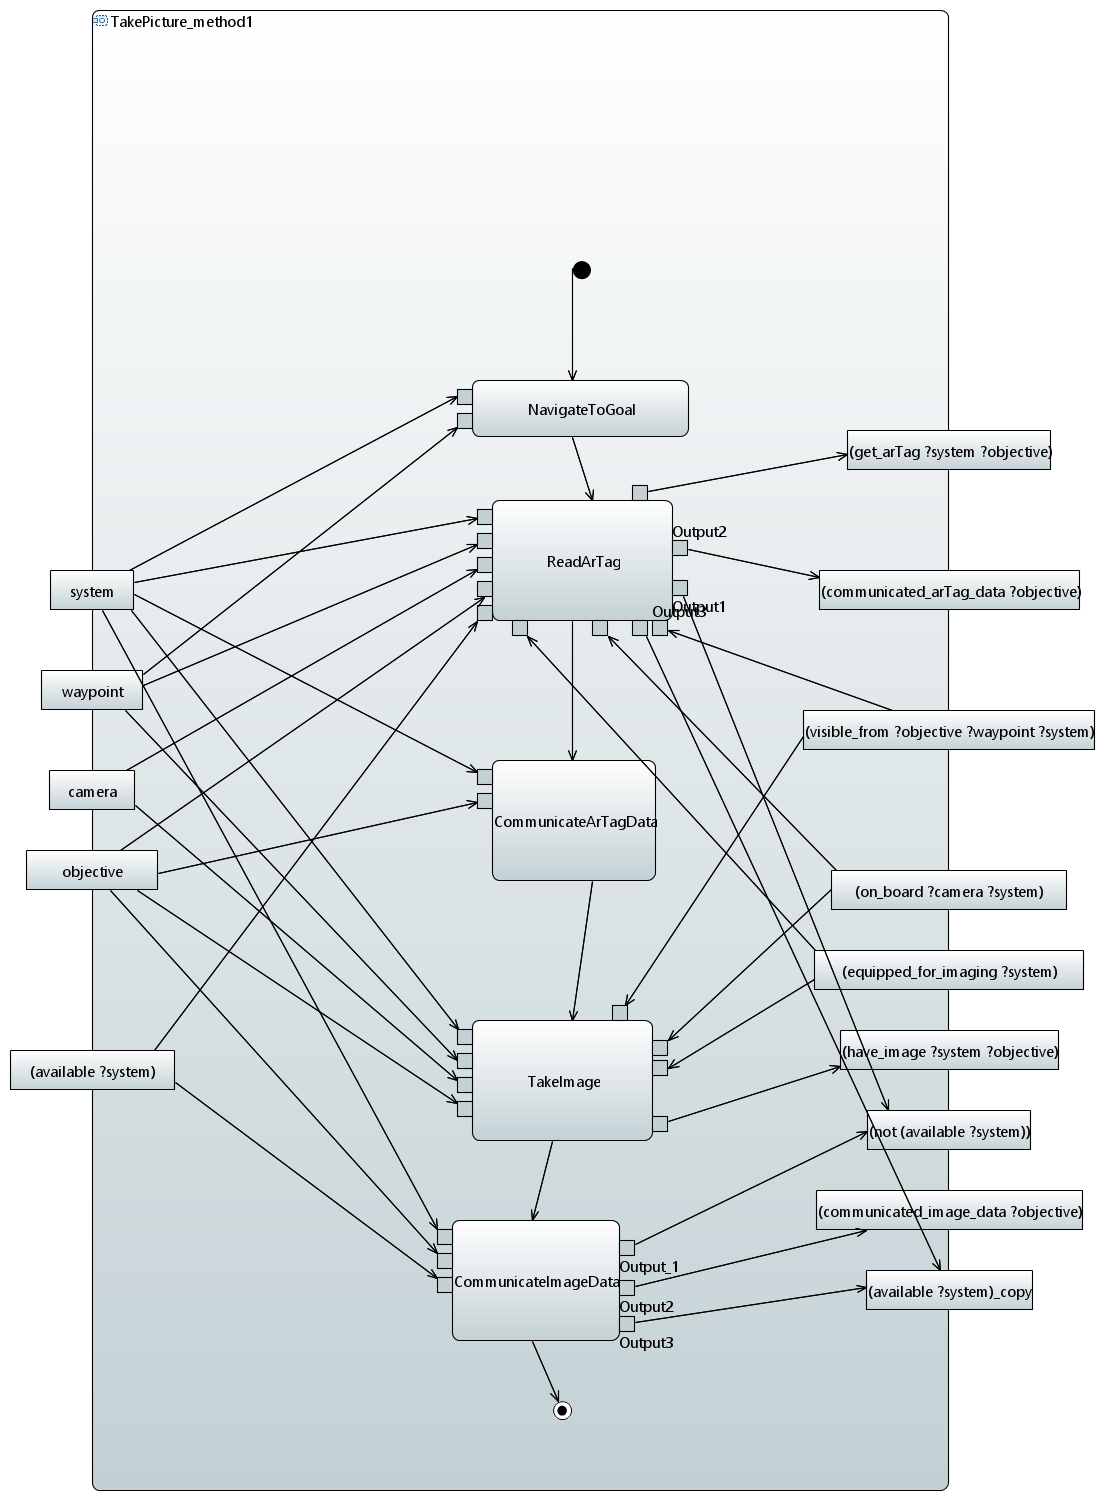 TakePicture_method1
NavigateToGoal
(get_arTag ?system ?objective)
Output2
ReadArTag
system
(communicated_arTag_data ?objective)
Output1
Output3
waypoint
(visible_from ?objective ?waypoint ?system)
camera
CommunicateArTagData
objective
(on_board ?camera ?system)
(equipped_for_imaging ?system)
(have_image ?system ?objective)
(available ?system)
TakeImage
(not (available ?system))
(communicated_image_data ?objective)
Output_1
CommunicateImageData
(available ?system)_copy
Output2
Output3